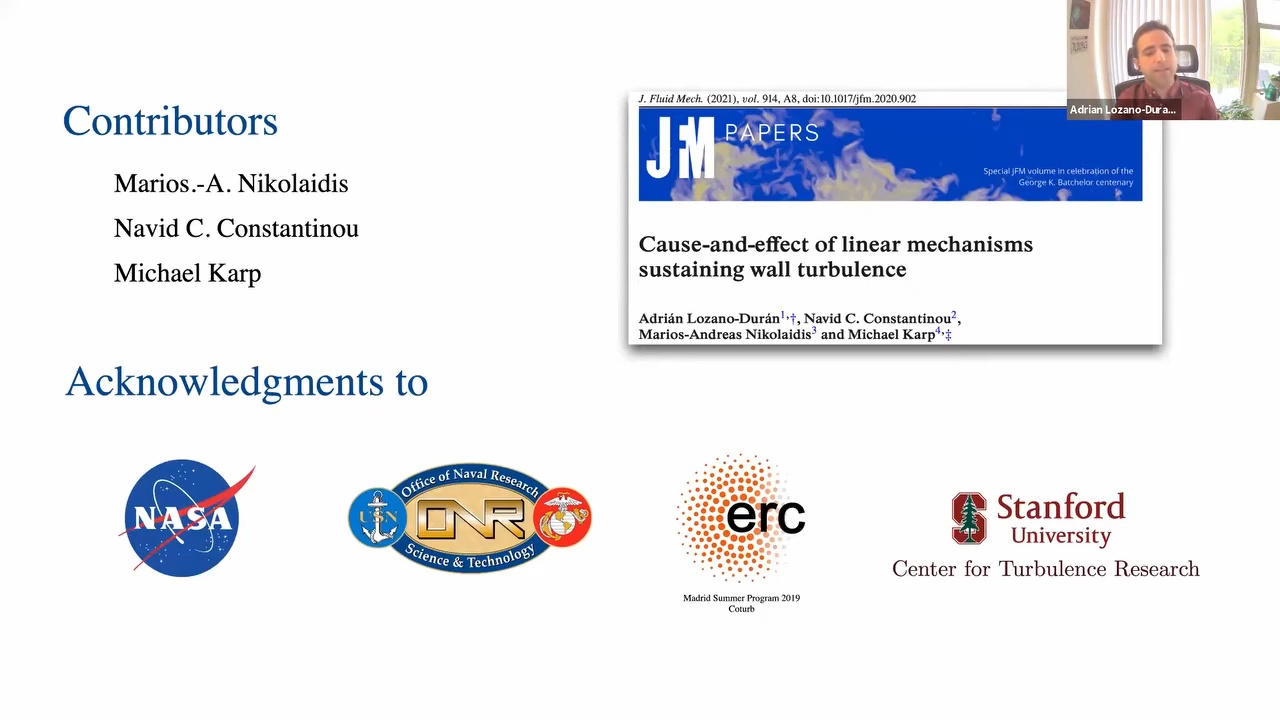 Contributors
Marios.-A. Nikolaidis
Navid C. Constantinou
Michael Karp
J. Fluid Mech. (2021), vol. 914, A8, doi:10.1017/jfm.2020.902
JFM PAPERS
Special JFM volume in celebration of the
George K. Batchelor centenary
Cause-and-effect of linear mechanisms
sustaining wall turbulence
Adrián Lozano-Durán1,†, Navid C. Constantinou2,
Marios-Andreas Nikolaidis3 and Michael Karp4,‡
Adrian Lozano-Dura...
Acknowledgments to
NASA
Office of Naval Research
USN
ONR
Science & Technology
erc
Madrid Summer Program 2019
Coturb
S
Stanford
University
Center for Turbulence Research